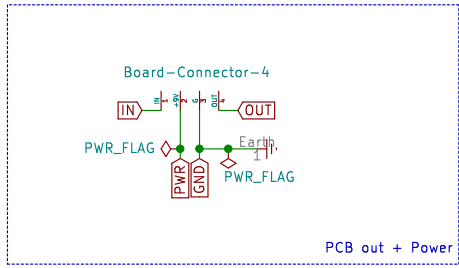 Board-Connector-4
IN
IN
1
+9V
2
G
3
OUT
4
OUT
PWR_FLAG
PWR
GND
Earth
1
PWR_FLAG
PCB out + Power